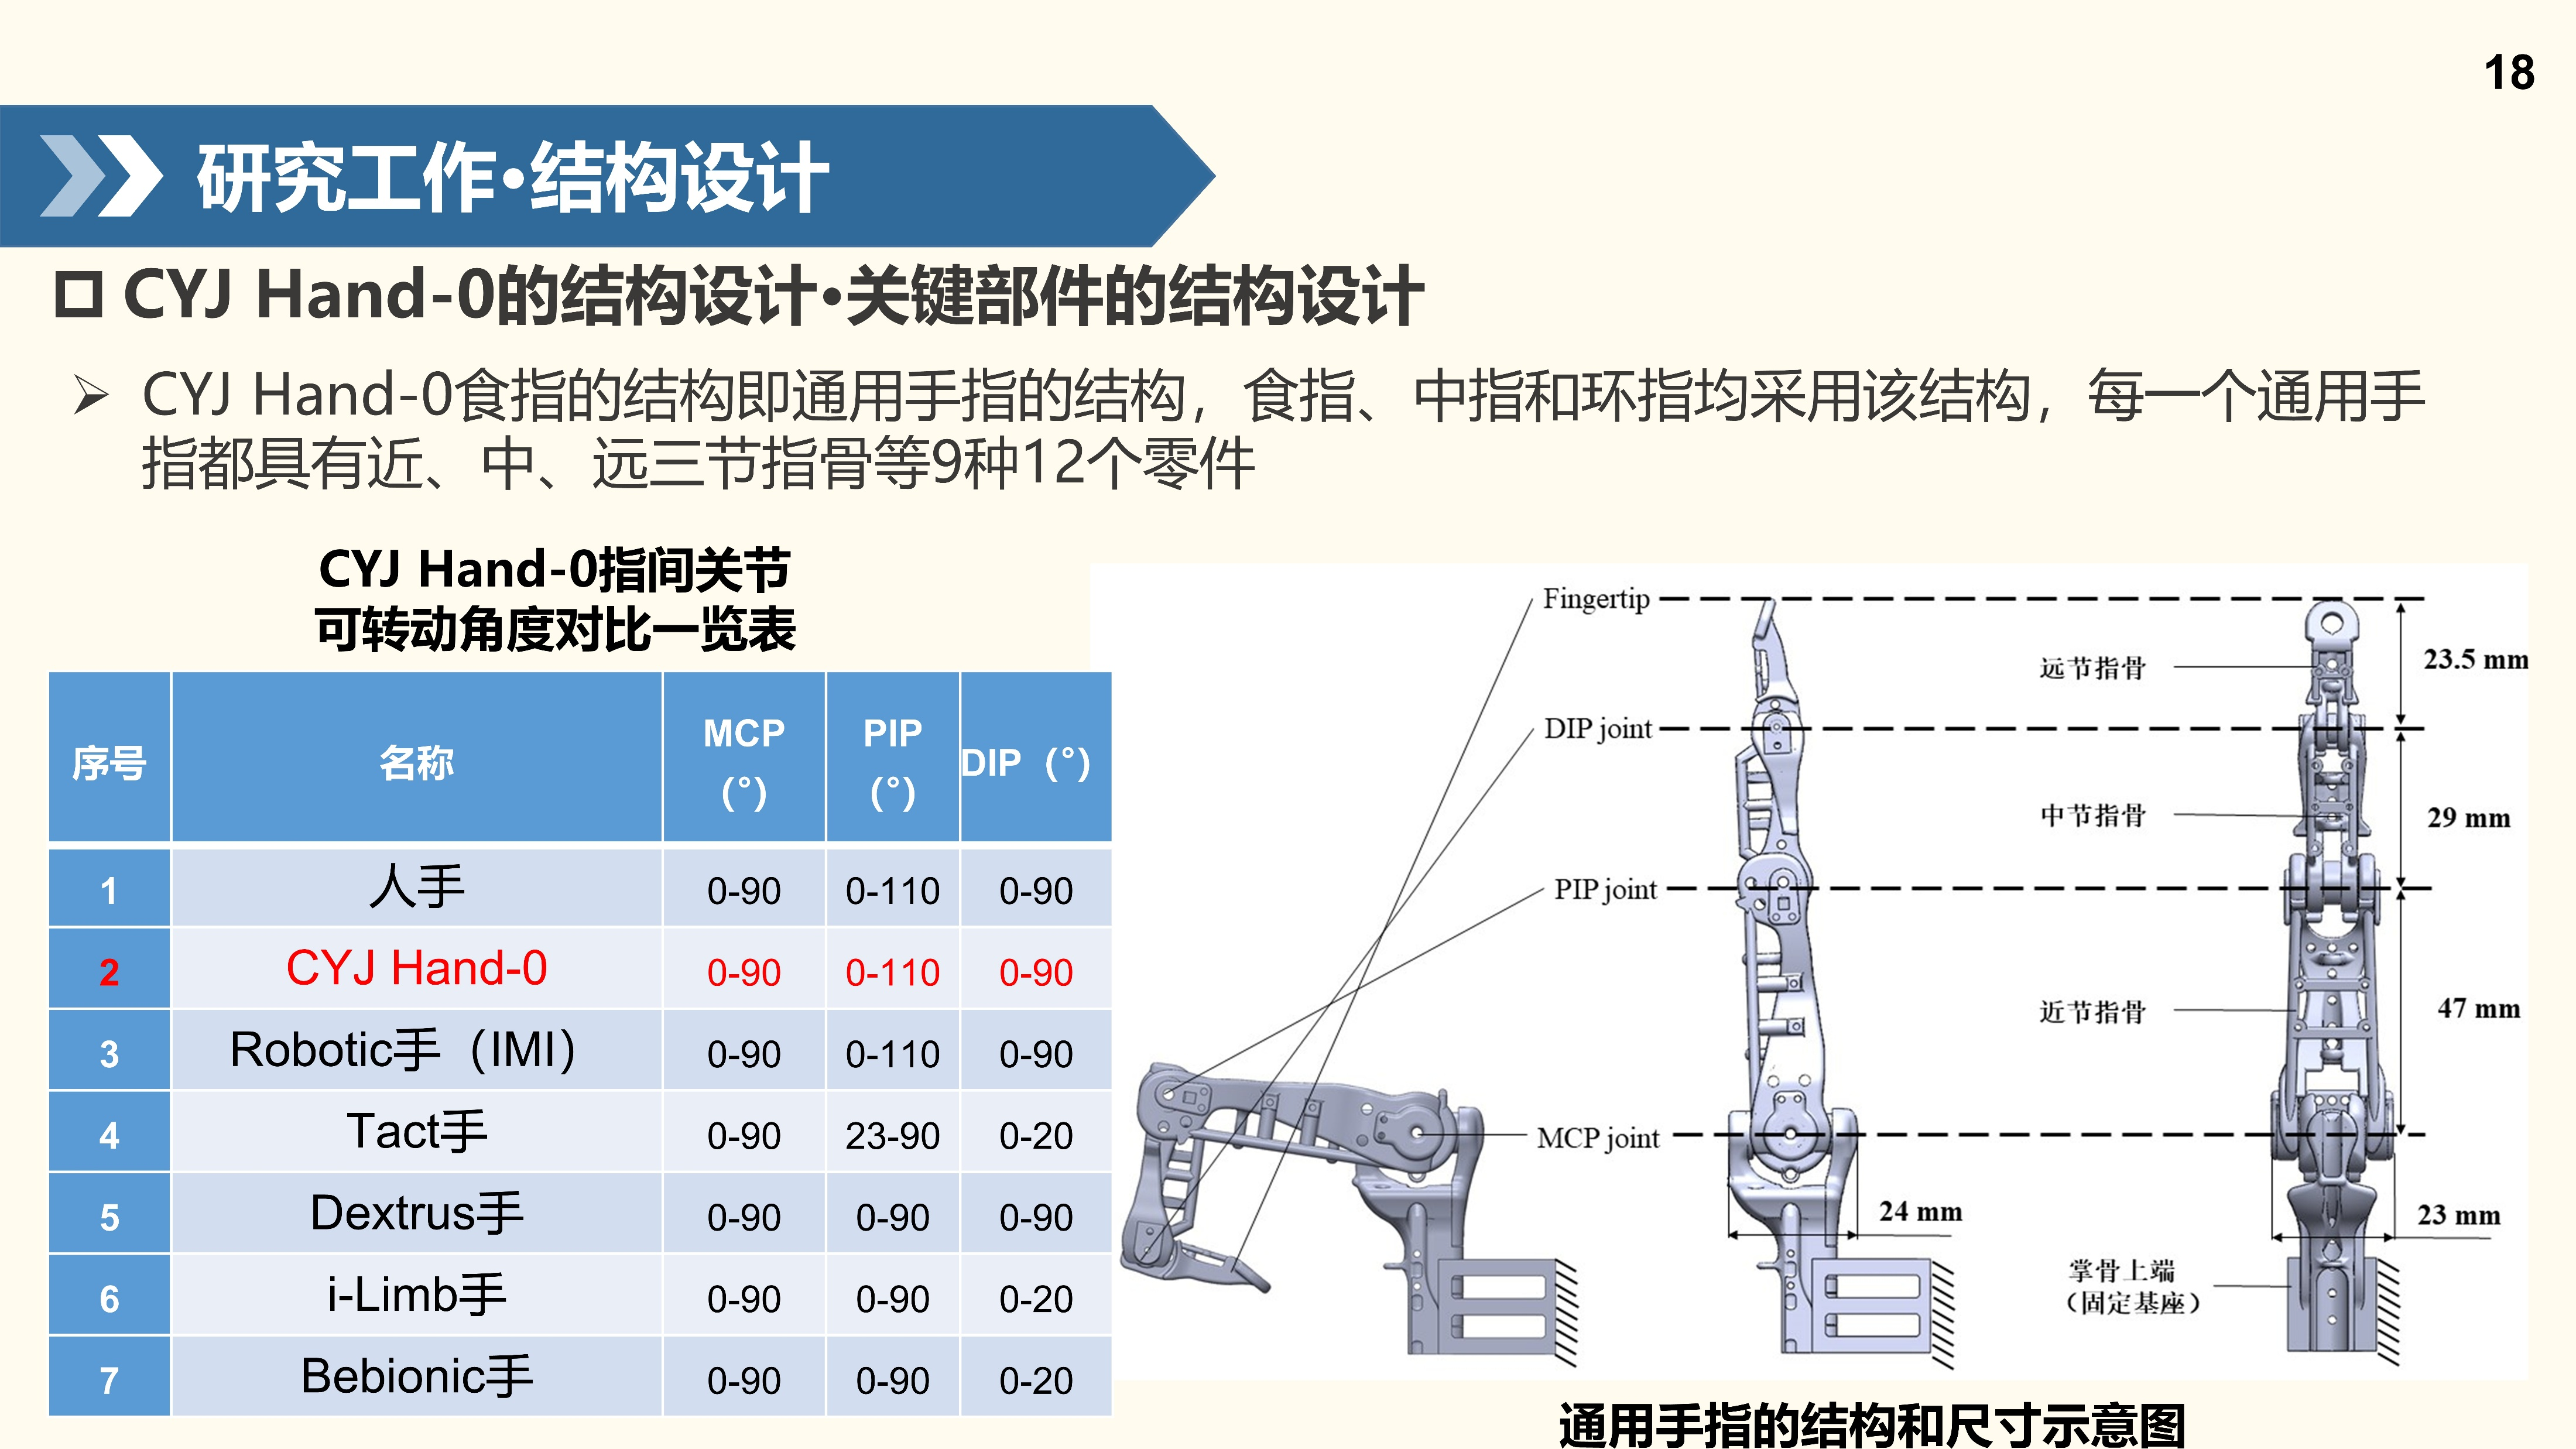 18
研究工作•结构设计
CYJ Hand-0的结构设计•关键部件的结构设计
CYJ Hand-0食指的结构即通用手指的结构，食指、中指和环指均采用该结构，每一个通用手
指都具有近、中、远三节指骨等9种12个零件
CYJ Hand-0指间关节
可转动角度对比一览表
序号 名称 MCP (°) PIP (°) DIP（°）
1 人手 0-90 0-110 0-90
2 CYJ Hand-0 0-90 0-110 0-90
3 Robotic手（IMI） 0-90 0-110 0-90
4 Tact手 0-90 23-90 0-20
5 Dextrus手 0-90 0-90 0-90
6 i-Limb手 0-90 0-90 0-20
7 Bebionic手 0-90 0-90 0-20
Fingertip
远节指骨 23.5 mm
DIP joint
中节指骨 29 mm
PIP joint
近节指骨 47 mm
MCP joint
24 mm 23 mm
掌骨上端
（固定基座）
通用手指的结构和尺寸示意图